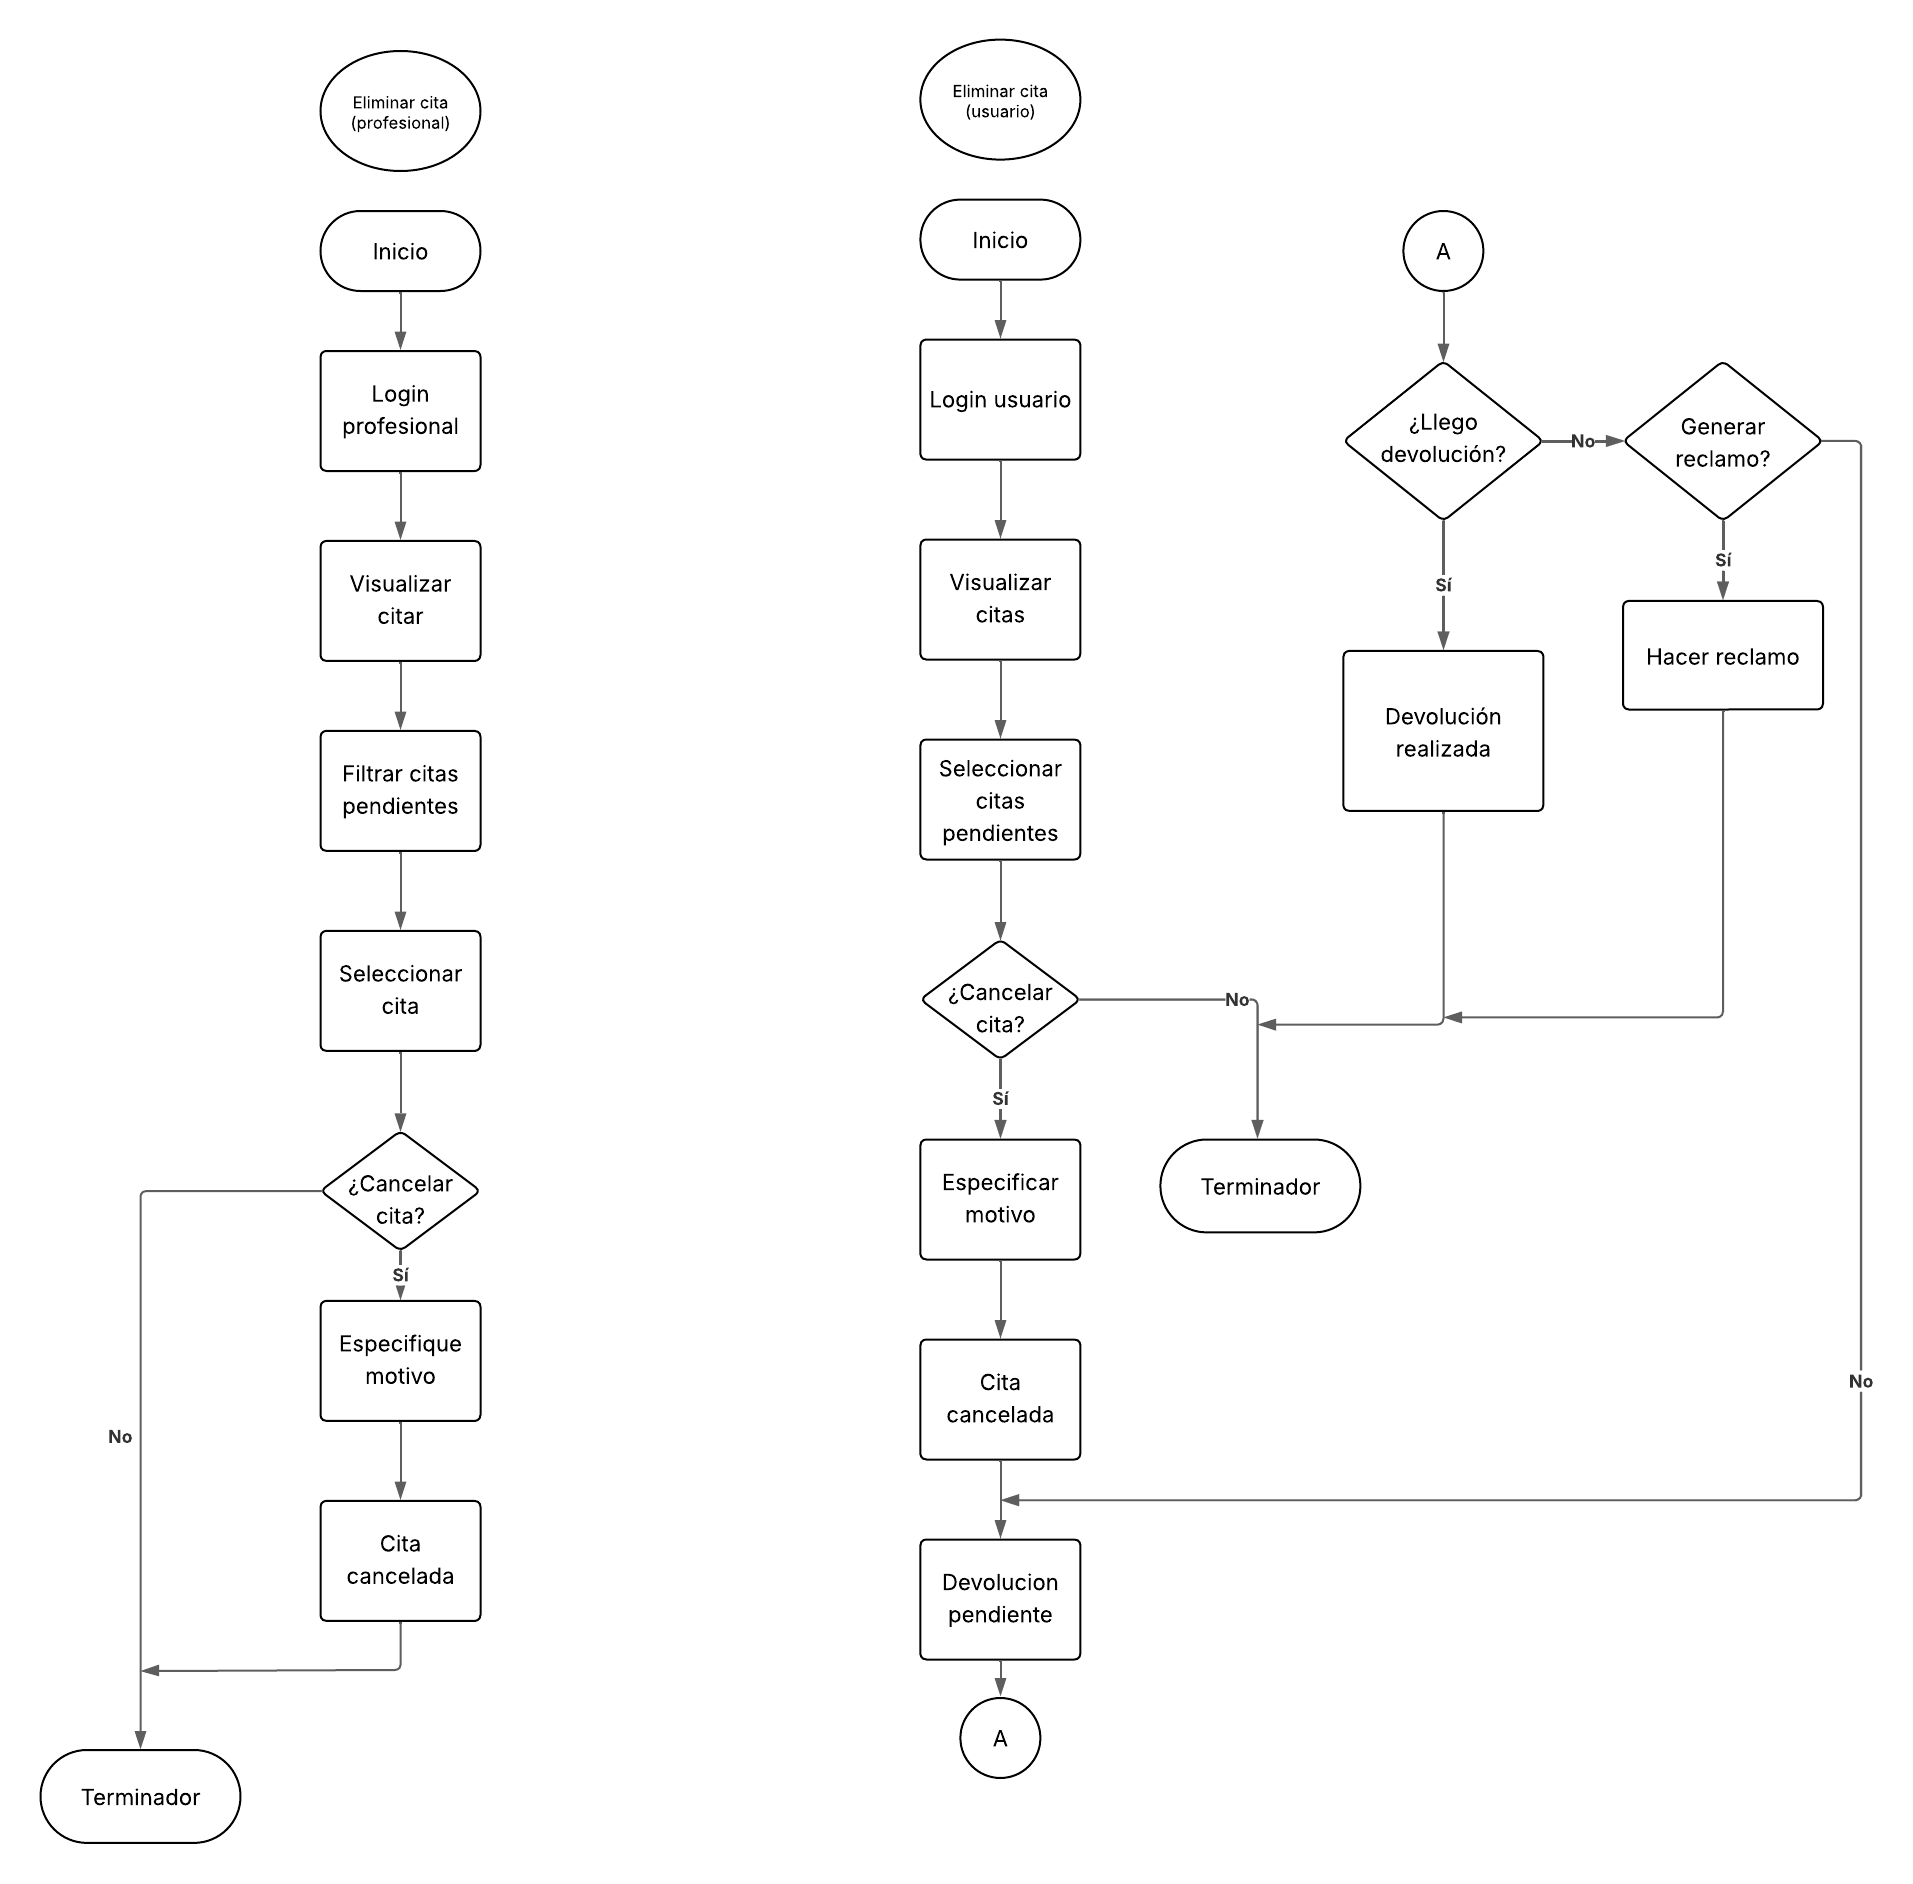 Eliminar cita
(profesional)
Inicio
Login
profesional
Visualizar
citar
Filtrar citas
pendientes
Seleccionar
cita
¿Cancelar
cita?
Sí
Especifique
motivo
No
Cita
cancelada
Terminador
Eliminar cita
(usuario)
Inicio
Login usuario
Visualizar
citas
Seleccionar
citas
pendientes
¿Cancelar
cita?
No
Sí
Terminador
Especificar
motivo
Cita
cancelada
Devolucion
pendiente
A
A
¿Llego
devolución?
No
Generar
reclamo?
Sí
Sí
Hacer reclamo
Devolución
realizada
No